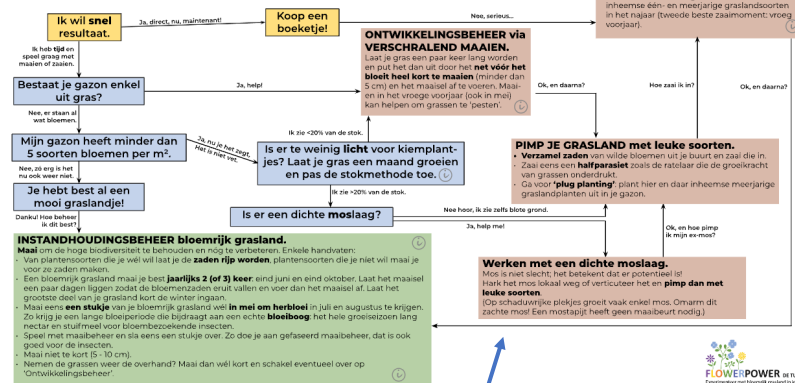 inheemse één- en meerjarige graslandsoorten
in het najaar (tweede beste zaaimoment: vroeg
voorjaar).
Ik wil snel
resultaat.
Ja, direct, nu, maintenant!
Koop een
boeketje!
Nee, serious...
Ik heb tijd en
speel graag met
maaien of zaaien.
ONTWIKKELINGSBEHEER via
VERSCHRALEND MAAIEN.
Laat je gras een paar keer lang worden
en put het dan uit door het net vóór het
bloeit heel kort te maaien (minder dan
5 cm) en het maaisel af te voeren. Maai-
en in het vroege voorjaar (ook in mei)
kan helpen om grassen te 'pesten'.
Bestaat je gazon enkel
uit gras?
Ja, help!
Ok, en daarna?
Hoe zaai ik in?
Ok, en daarna?
Nee, er staan al
wat bloemen.
Mijn gazon heeft minder dan
5 soorten bloemen per m².
Ja, nu je het zegt.
Het is niet vet.
Ik zie <20% van de stok.
Is er te weinig licht voor kiemplant-
jes? Laat je gras een maand groeien
en pas de stokmethode toe.
PIMP JE GRASLAND met leuke soorten.
• Verzamel zaden van wilde bloemen uit je buurt en zaai die in.
• Zaai eens een halfparasiet zoals de ratelaar die de groeikracht
van grassen onderdrukt.
• Ga voor 'plug planting': plant hier en daar inheemse meerjarige
graslandplanten uit in je gazon.
Nee, zó erg is het
nu ook weer niet.
Je hebt best al een
mooi graslandje!
Ik zie >20% van de stok.
Is er een dichte moslaag?
Nee hoor, ik zie zelfs blote grond.
Ja, help me!
Ok, en hoe pimp
ik mijn ex-mos?
Danku! Hoe beheer
ik dit best?
INSTANDHOUDINGSBEHEER bloemrijk grasland.
Maai om de hoge biodiversiteit te behouden en nóg te verbeteren. Enkele handvaten:
• Van plantensoorten die je wél wil laat je de zaden rijp worden, plantensoorten die je niet wil maai je
voor ze zaden maken.
• Een bloemrijk grasland maai je best jaarlijks 2 (of 3) keer: eind juni en eind oktober. Laat het maaisel
een paar dagen liggen zodat de bloemenzaden eruit vallen en voer dan het maaisel af. Laat het
grootste deel van je grasland kort de winter ingaan.
• Maai eens een stukje van je bloemrijk grasland wél in mei om herbloei in juli en augustus te krijgen.
Zo krijg je een lange bloeiperiode die bijdraagt aan een echte bloeiboog: het hele groeiseizoen lang
nectar en stuifmeel voor bloembezoekende insecten.
• Speel met maaibeheer en sla eens een stukje over. Zo doe je aan gefaseerd maaibeheer, dat is ook
goed voor de insecten.
• Maai niet te kort (5 - 10 cm).
• Nemen de grassen weer de overhand? Maai dan wél kort en schakel eventueel over op
'Ontwikkelingsbeheer'.
Werken met een dichte moslaag.
Mos is niet slecht; het betekent dat er potentieel is!
Hark het mos lokaal weg of verticuteer het en pimp dan met
leuke soorten.
(Op schaduwrijke plekjes groeit vaak enkel mos. Omarm dit
zachte mos! Een mostapijt heeft geen maaibeurt nodig.)
FLOWERPOWER DE TU